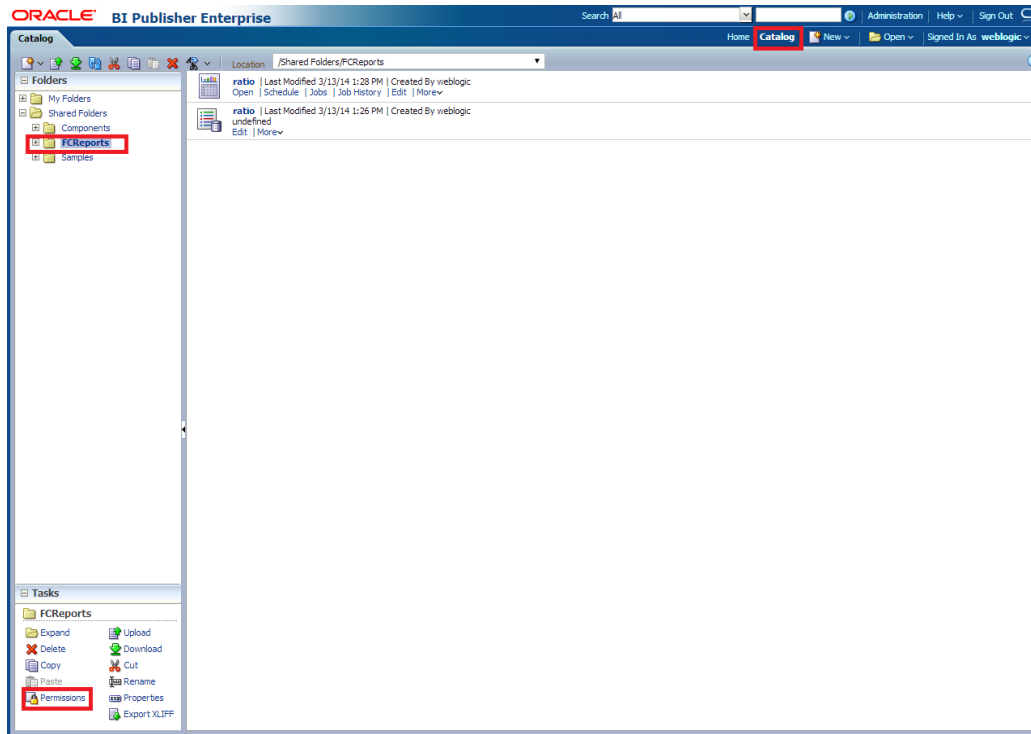 ORACLE BI Publisher Enterprise
Search All Administration Help Sign Out
Catalog
Home Catalog New Open Signed In As weblogic
Location /Shared Folders/FCReports
Folders
My Folders
Shared Folders
Components
FCReports
Samples
ratio | Last Modified 3/13/14 1:28 PM | Created By weblogic
Open | Schedule | Jobs | Job History | Edit | More
ratio | Last Modified 3/13/14 1:26 PM | Created By weblogic
undefined
Edit | More
Tasks
FCReports
Expand Upload
Delete Download
Copy Cut
Paste Rename
Permissions Properties
Export XLIFF